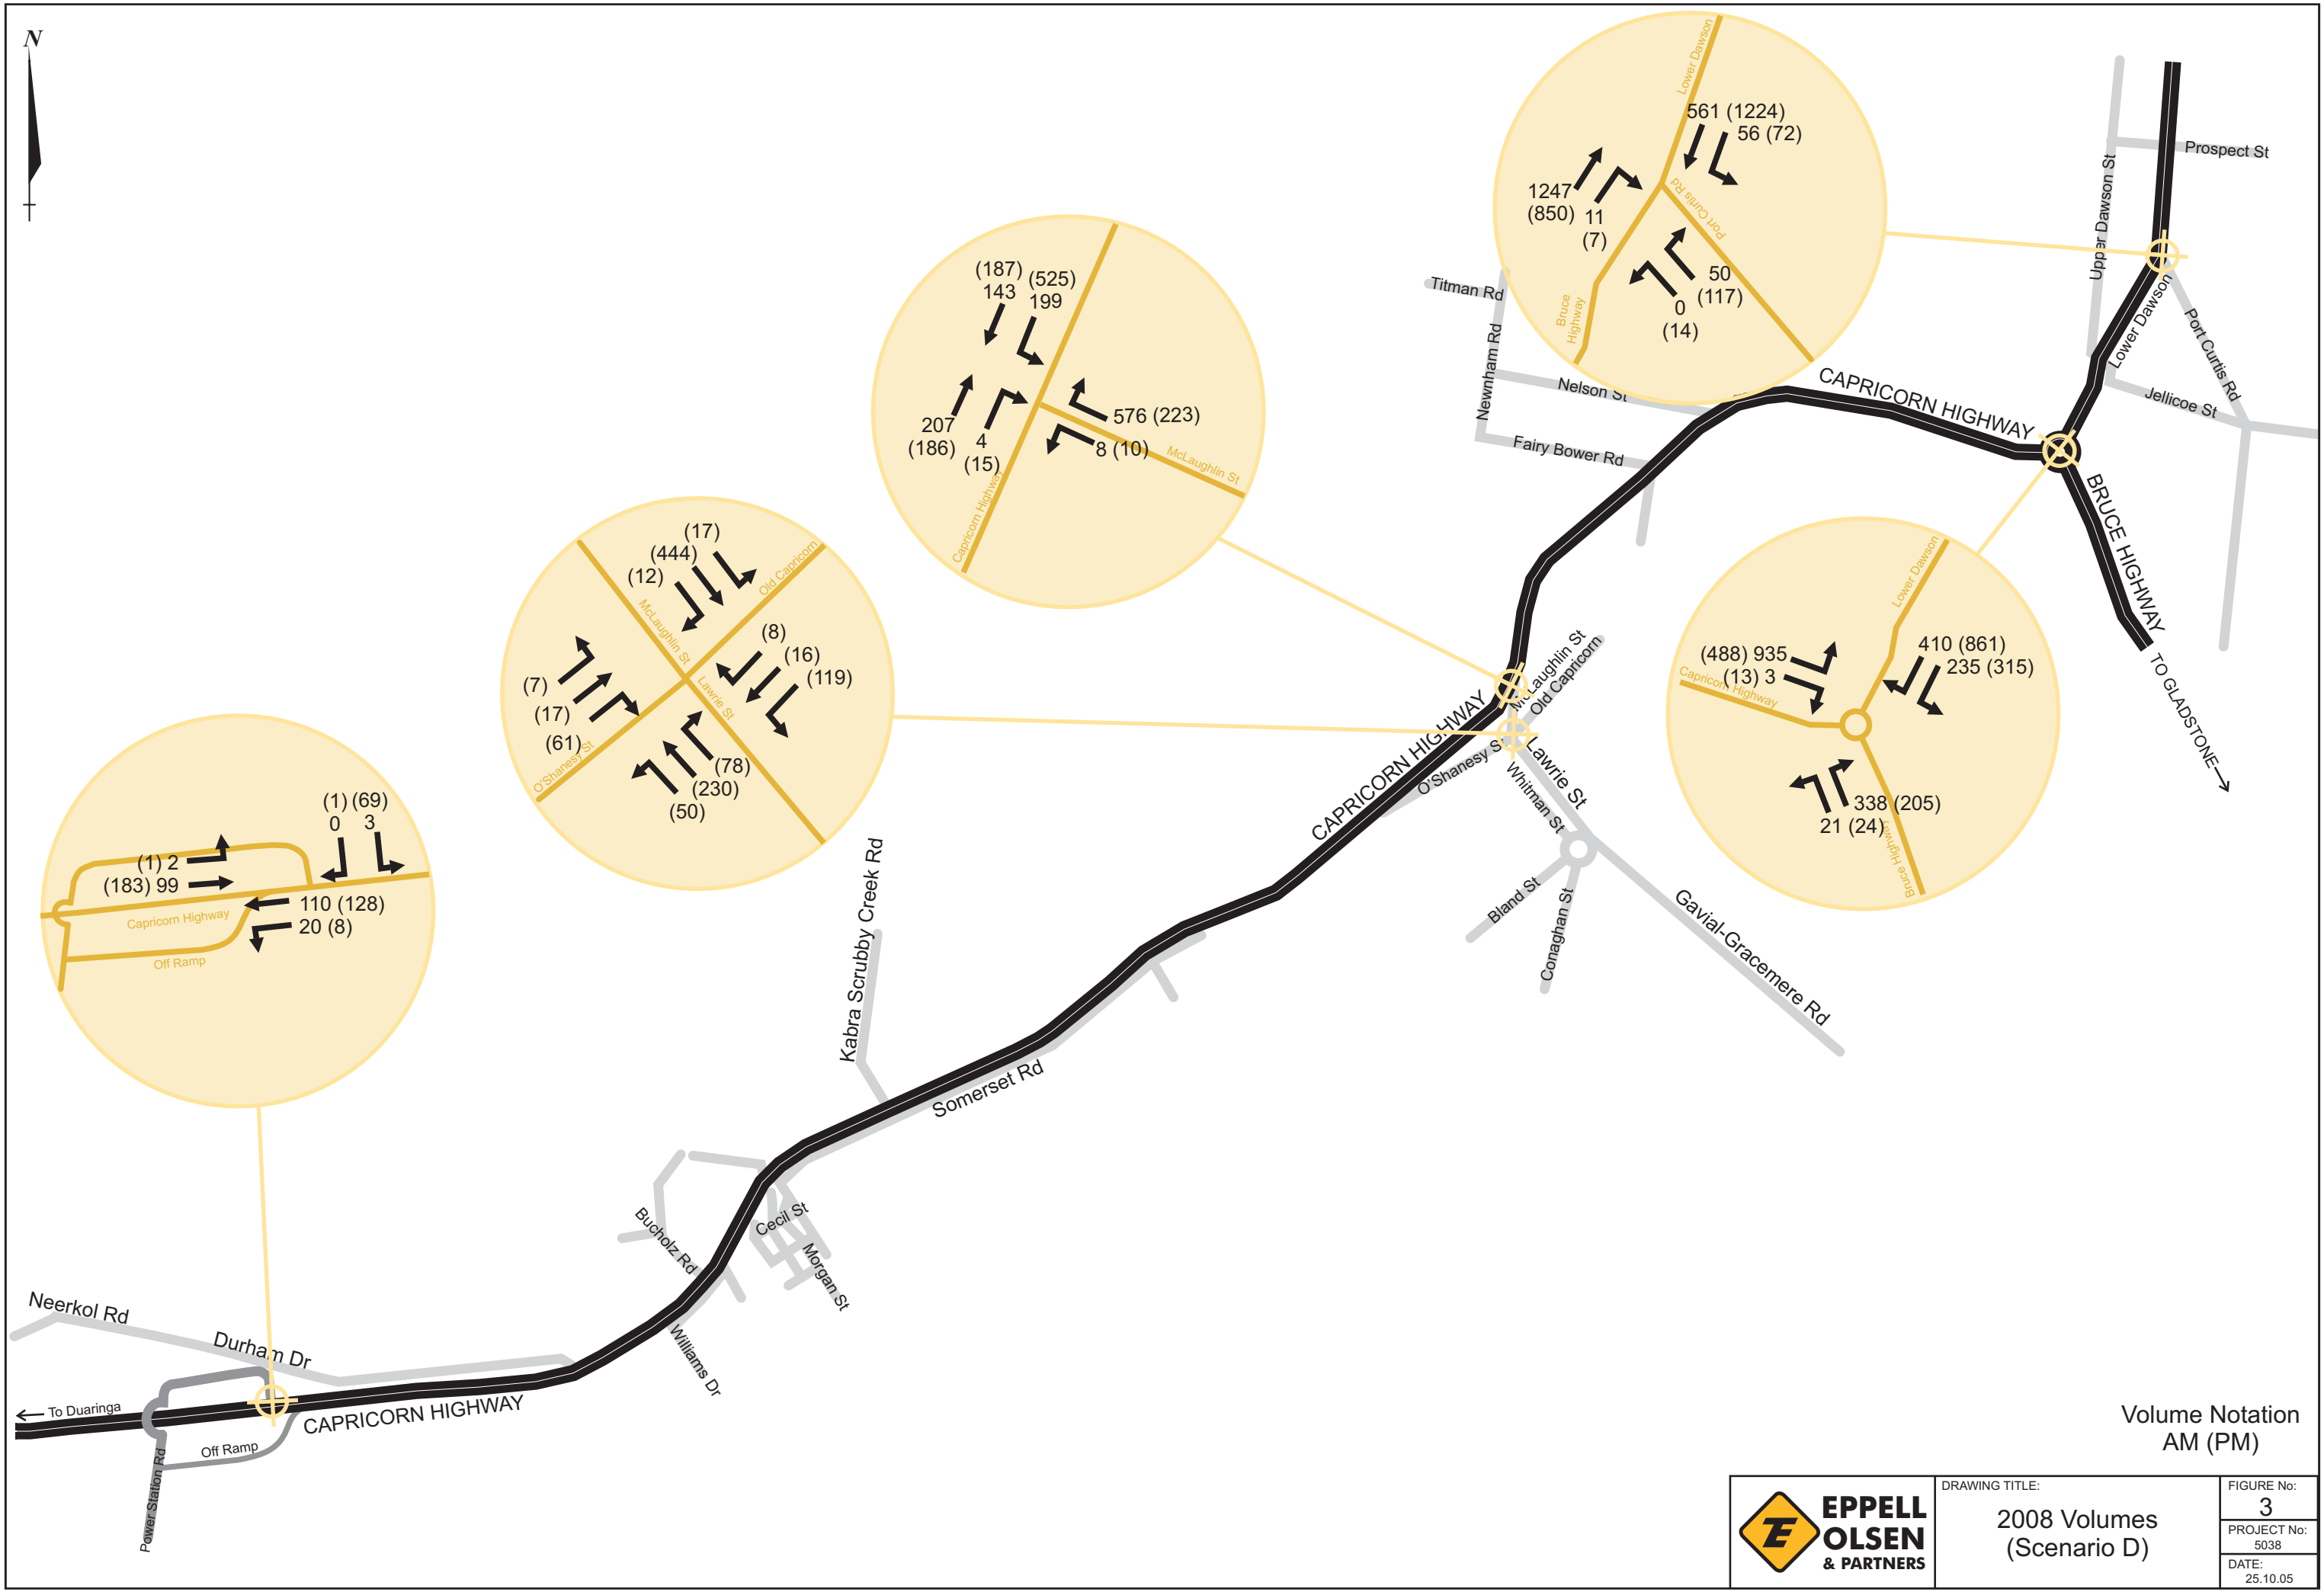 N
Lower Dawson
561 (1224)
56 (72)
1247
(850)
11
(7)
Port Curtis Rd
50
(117)
0
(14)
Bruce
Highway
Prospect St
Upper Dawson St
Lower Dawson
Port Curtis Rd
Jellicoe St
(187)
143
(525)
199
207
(186)
4
(15)
576 (223)
8 (10)
McLaughlin St
Capricorn Highway
Titman Rd
Newnham Rd
Nelson St
Fairy Bower Rd
CAPRICORN HIGHWAY
BRUCE HIGHWAY
TO GLADSTONE
(17)
(444)
(12)
Old Capricorn
McLaughlin St
(8)
(16)
(119)
(7)
(17)
(61)
Lawrie St
O'Shanesy St
(78)
(230)
(50)
Lower Dawson
(488) 935
(13) 3
Capricorn Highway
410 (861)
235 (315)
338 (205)
21 (24)
Bruce Highway
McLaughlin St
Old Capricorn
CAPRICORN HIGHWAY
O'Shanesy St
Lawrie St
Whitman St
Bland St
Conaghan St
Gavial-Gracemere Rd
(1) (69)
0 3
(1) 2
(183) 99
110 (128)
20 (8)
Capricorn Highway
Off Ramp
Kabra Scrubby Creek Rd
Somerset Rd
Bucholz Rd
Cecil St
Morgan St
Williams Dr
Neerkol Rd
Durham Dr
To Duaringa
CAPRICORN HIGHWAY
Off Ramp
Power Station Rd
Volume Notation
AM (PM)
E
EPPELL
OLSEN
& PARTNERS
DRAWING TITLE:
2008 Volumes
(Scenario D)
FIGURE No:
3
PROJECT No:
5038
DATE:
25.10.05